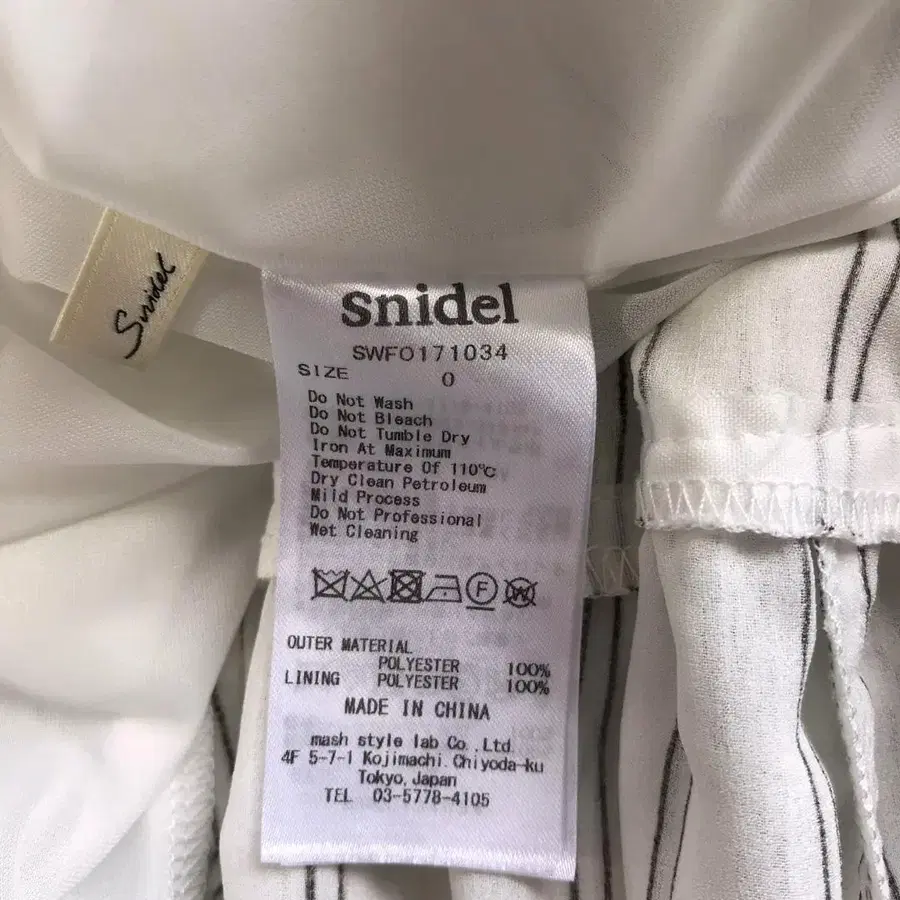 Snidel
snidel
SWFO171034
SIZE 0
Do Not Wash
Do Not Bleach
Do Not Tumble Dry
Iron At Maximum
Temperature Of 110℃
Dry Clean Petroleum
Mild Process
Do Not Professional
Wet Cleaning
F W
OUTER MATERIAL
POLYESTER 100%
LINING POLYESTER 100%
MADE IN CHINA
mash style lab Co.,Ltd.
4F 5-7-1 Kojimachi.Chiyoda-ku
Tokyo,Japan
TEL 03-5778-4105